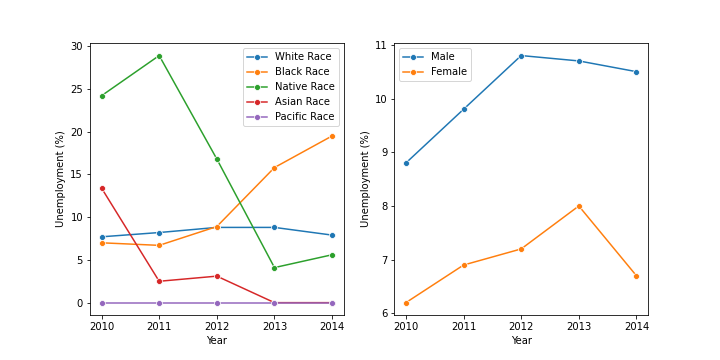 30
25
20
15
10
5
0
Unemployment (%)
2010 2011 2012 2013 2014
Year
White Race
Black Race
Native Race
Asian Race
Pacific Race
11
10
9
8
7
6
Unemployment (%)
2010 2011 2012 2013 2014
Year
Male
Female